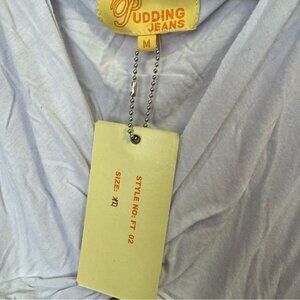 PUDDING
JEANS
M
STYLE NO: FT 02
SIZE: